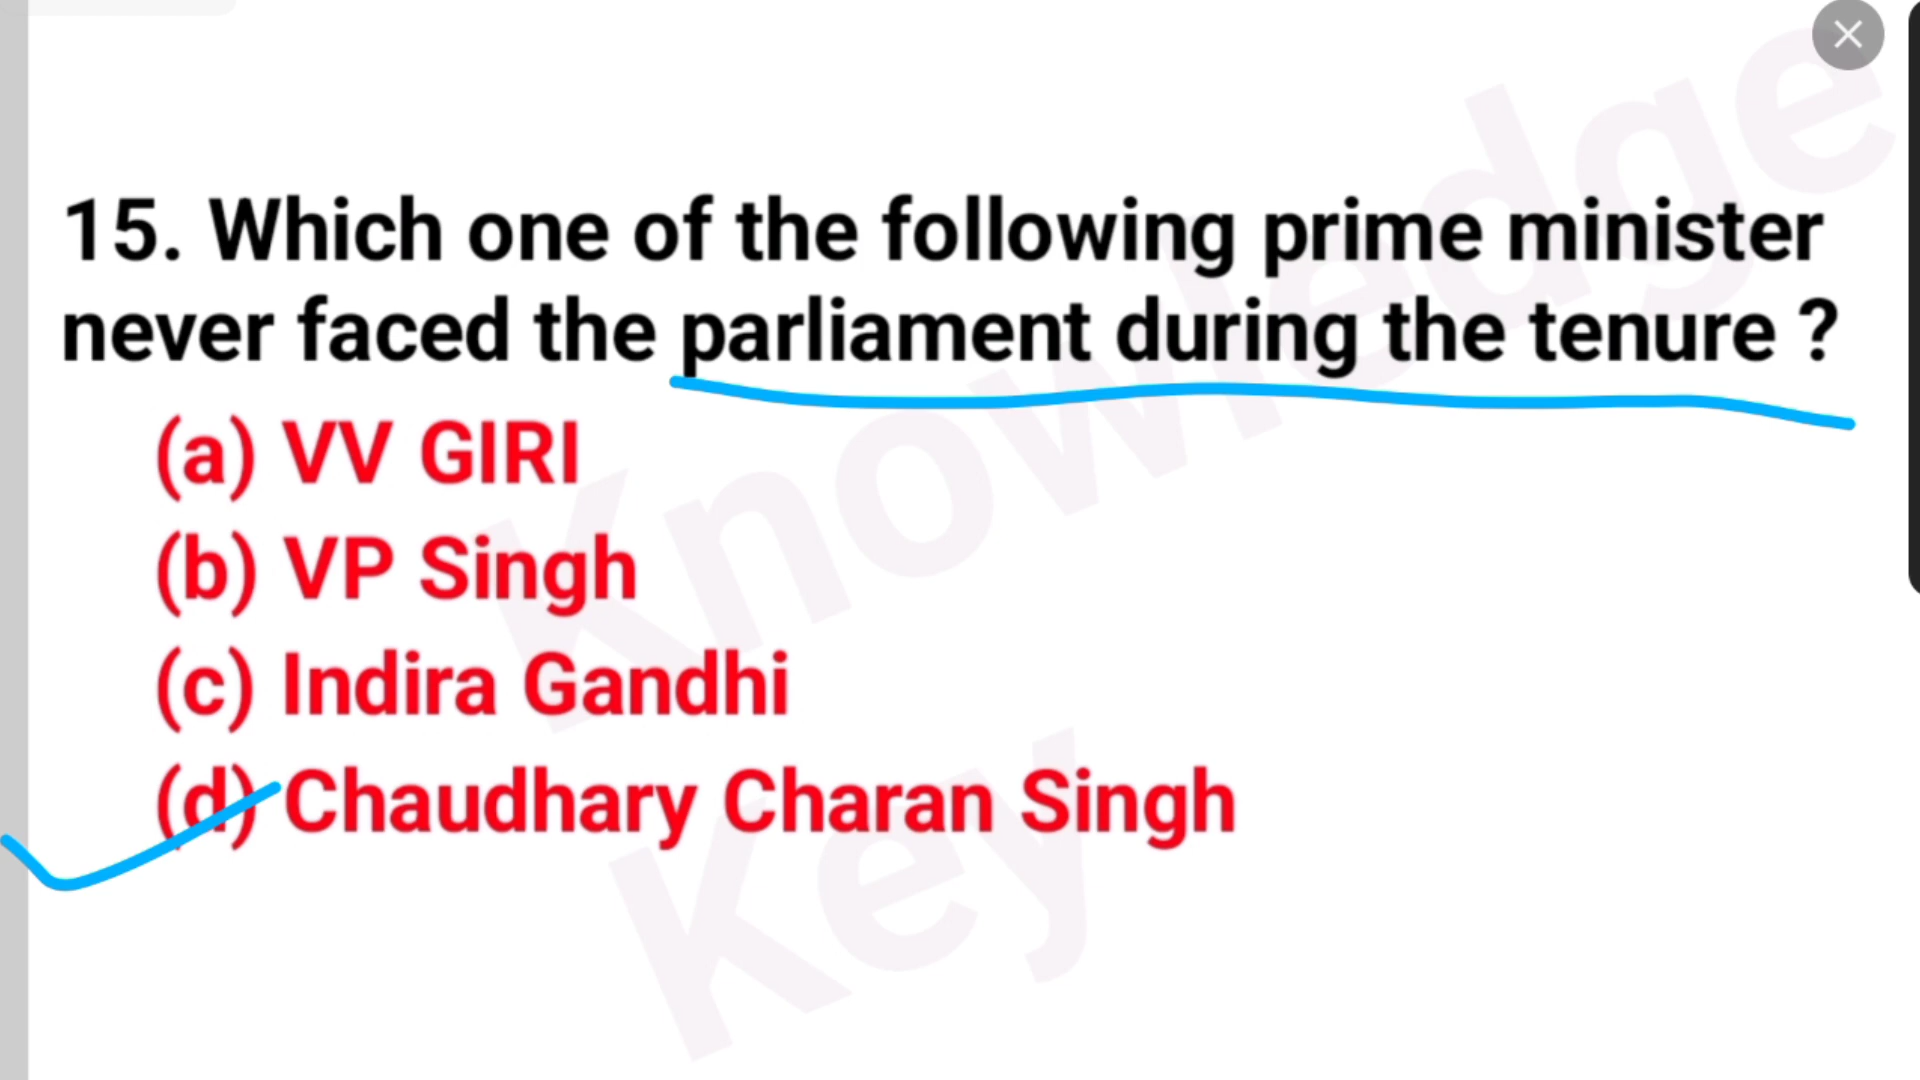 15. Which one of the following prime minister
never faced the parliament during the tenure ?
(a) VV GIRI
(b) VP Singh
(c) Indira Gandhi
(d) Chaudhary Charan Singh
Knowledge
Key